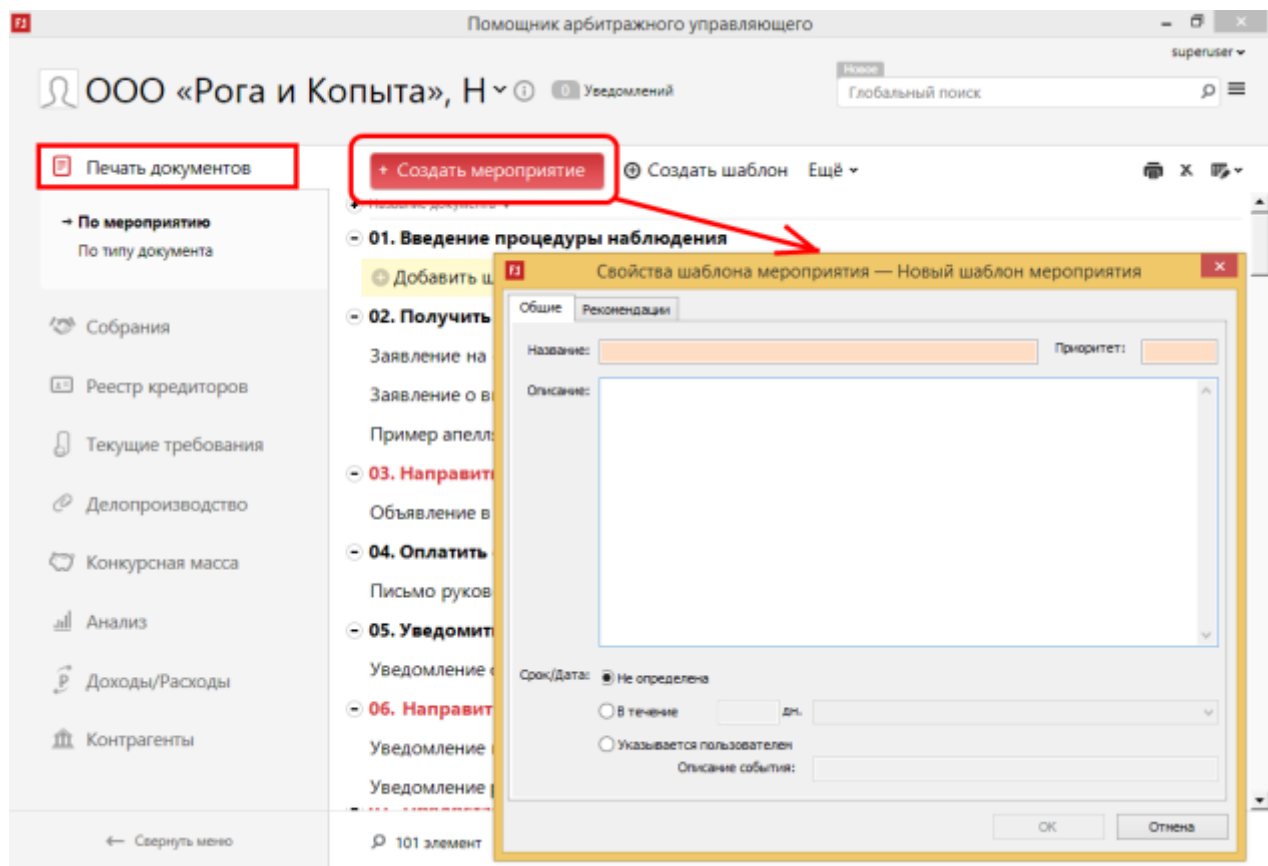 Помощник арбитражного управляющего
superuser
ООО «Рога и Копыта», Н
0 Уведомлений
Новое
Глобальный поиск
Печать документов
+ Создать мероприятие
Создать шаблон
Ещё
→ По мероприятию
По типу документа
Собрания
Реестр кредиторов
Текущие требования
Делопроизводство
Конкурсная масса
Анализ
Доходы/Расходы
Контрагенты
← Свернуть меню
Название документа
01. Введение процедуры наблюдения
Добавить ш
02. Получить
Заявление на
Заявление о в
Пример апелл
03. Направит
Объявление в
04. Оплатить
Письмо руков
05. Уведомит
Уведомление
06. Направит
Уведомление
Уведомление
101 элемент
Свойства шаблона мероприятия — Новый шаблон мероприятия
Общие
Рекомендации
Название:
Приоритет:
Описание:
Срок/Дата:
Не определена
В течение
дн.
Указывается пользователем
Описание события:
ОК
Отмена